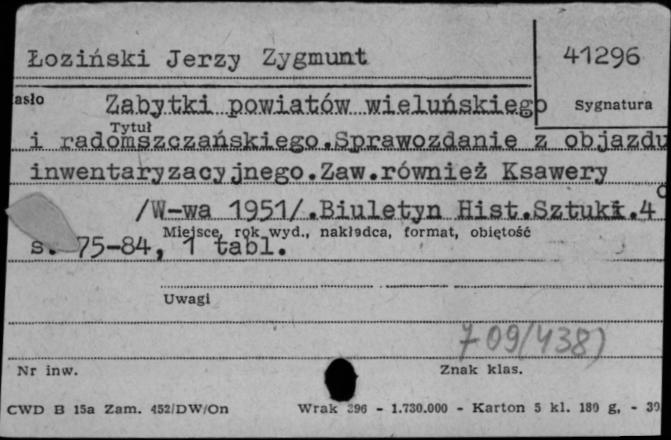 Łoziński Jerzy Zygmunt
41296
asło
Zabytki powiatów wieluńskiego
Sygnatura
Tytuł
i radomszczańskiego.Sprawozdanie z objazdu
inwentaryzacyjnego.Zaw.również Ksawery
/W-wa 1951/.Biuletyn Hist.Sztuki.4
Miejsce, rok wyd., nakładca, format, objętość
s. 75-84, 1 tabl.
Uwagi
709/438)
Nr inw.
Znak klas.
CWD B 15a Zam. 452/DW/On
Wrak 396 - 1.730.000 - Karton 5 kl. 180 g, - 39